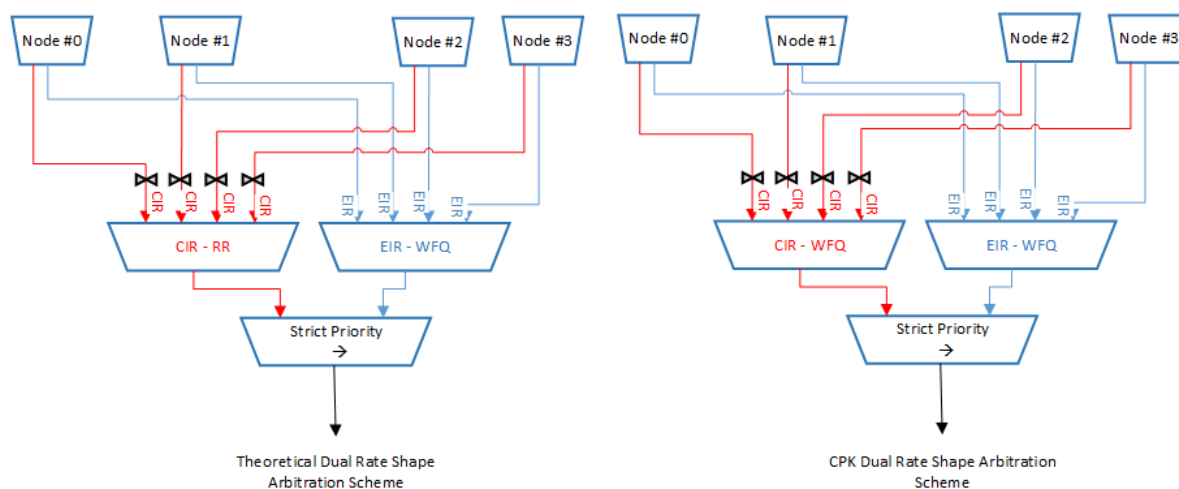 Node #0
Node #1
Node #2
Node #3
CIR
CIR
CIR
CIR
EIR
EIR
EIR
EIR
CIR - RR
EIR - WFQ
Strict Priority
→
Theoretical Dual Rate Shape
Arbitration Scheme
Node #0
Node #1
Node #2
Node #3
CIR
CIR
CIR
CIR
EIR
EIR
EIR
EIR
CIR - WFQ
EIR - WFQ
Strict Priority
→
CPK Dual Rate Shape Arbitration
Scheme